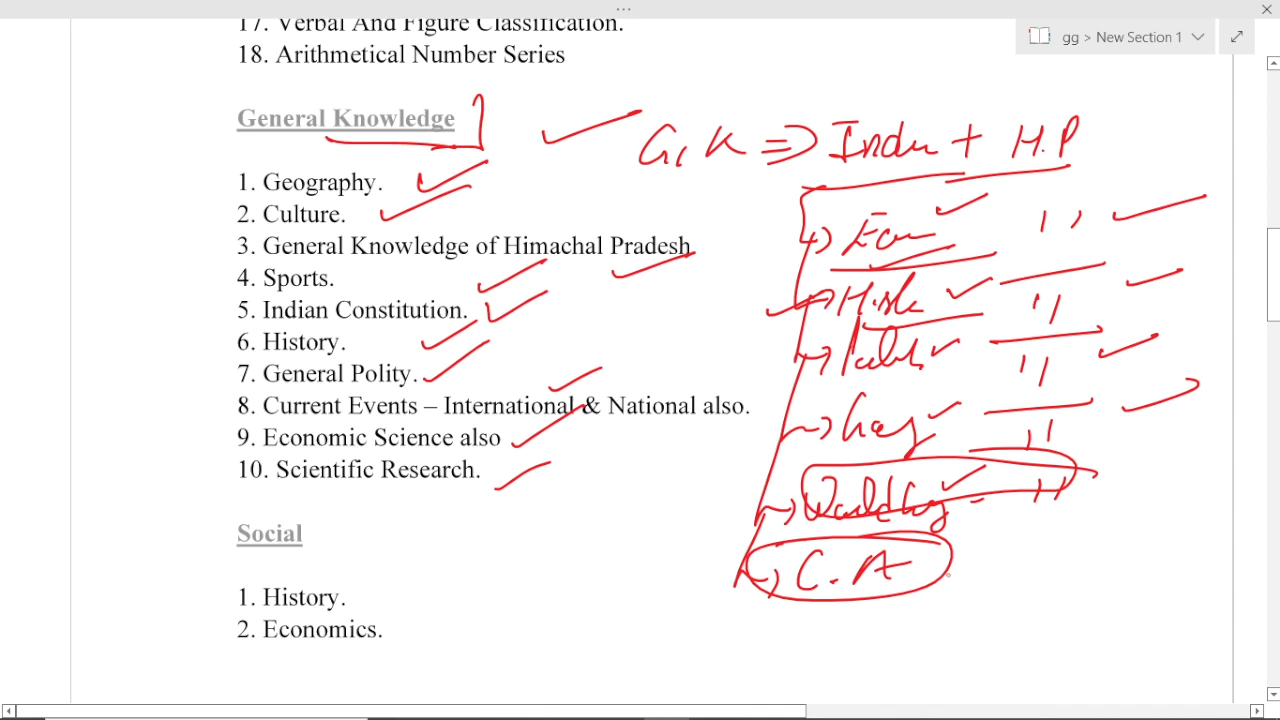 17. Verbal And Figure Classification.
18. Arithmetical Number Series
gg > New Section 1
General Knowledge
G.K ⇒ India + H.P
1. Geography.
2. Culture.
3. General Knowledge of Himachal Pradesh
4. Sports.
5. Indian Constitution.
6. History.
7. General Polity.
8. Current Events – International & National also.
9. Economic Science also
10. Scientific Research.
C.A
Social
1. History.
2. Economics.